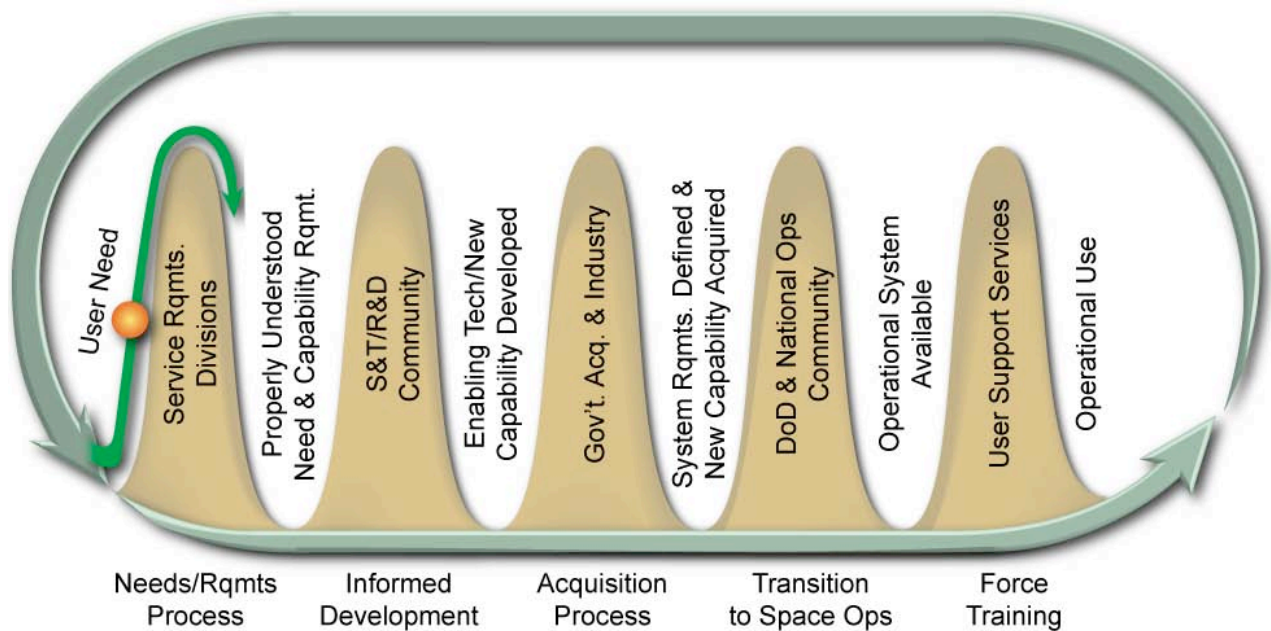 User Need
Service Rqmts.
Divisions
Properly Understood
Need & Capability Rqmt.
S&T/R&D
Community
Enabling Tech/New
Capability Developed
Gov't. Acq. & Industry
System Rqmts. Defined &
New Capability Acquired
DoD & National Ops
Community
Operational System
Available
User Support Services
Operational Use
Needs/Rqmts
Process
Informed
Development
Acquisition
Process
Transition
to Space Ops
Force
Training